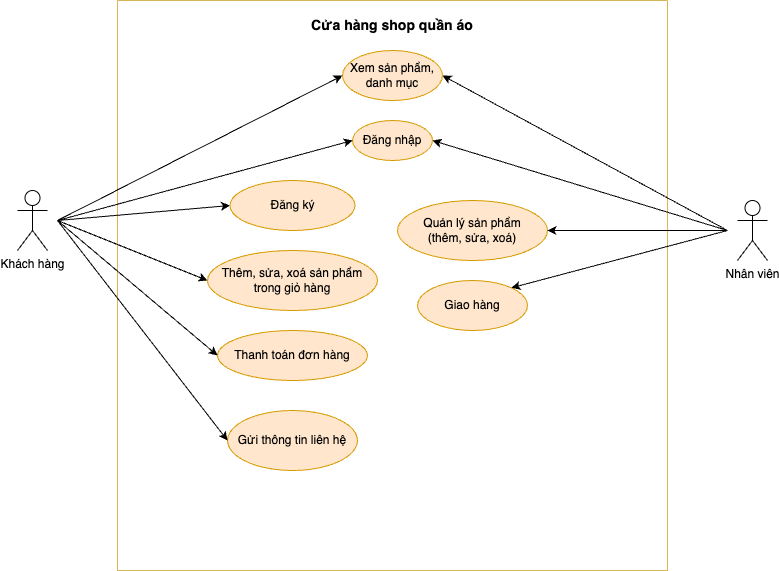 Cửa hàng shop quần áo
Xem sản phẩm,
danh mục
Đăng nhập
Đăng ký
Khách hàng
Quản lý sản phẩm
(thêm, sửa, xoá)
Nhân viên
Thêm, sửa, xoá sản phẩm
trong giỏ hàng
Giao hàng
Thanh toán đơn hàng
Gửi thông tin liên hệ